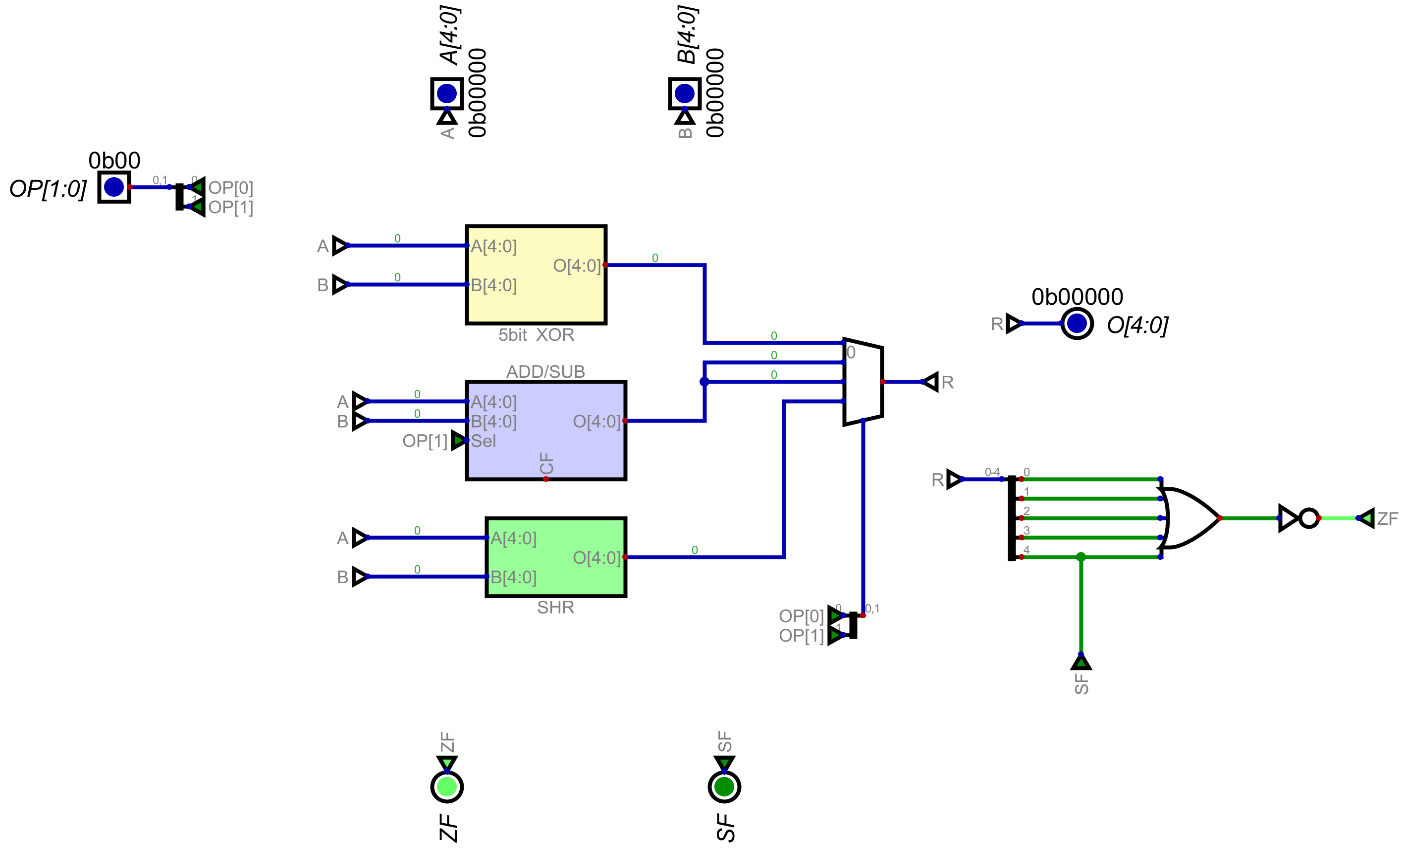 A[4:0]
0b00000
A
B[4:0]
0b00000
B
0b00
OP[1:0]
0,1
0
OP[0]
1
OP[1]
A
0
A[4:0]
B
0
B[4:0]
O[4:0]
0
5bit XOR
ADD/SUB
A
0
A[4:0]
B
0
B[4:0]
OP[1]
Sel
O[4:0]
CF
A
0
A[4:0]
B
0
B[4:0]
O[4:0]
0
SHR
0
0
0
0
R
OP[0]
0
0,1
OP[1]
1
0b00000
R
O[4:0]
R
0-4
0
1
2
3
4
ZF
SF
ZF
ZF
SF
SF